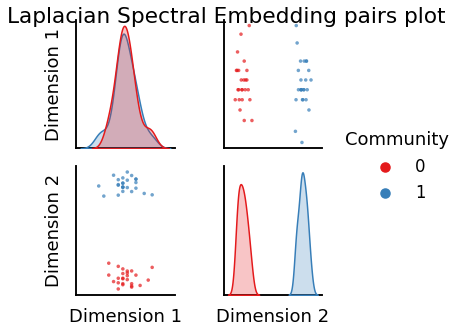 Laplacian Spectral Embedding pairs plot
Dimension 1
Community
0
1
Dimension 2
Dimension 1
Dimension 2